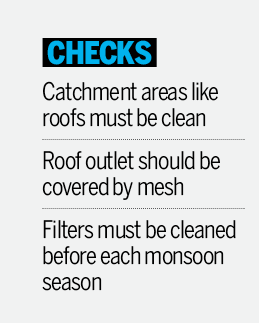 CHECKS
Catchment areas like
roofs must be clean
Roof outlet should be
covered by mesh
Filters must be cleaned
before each monsoon
season